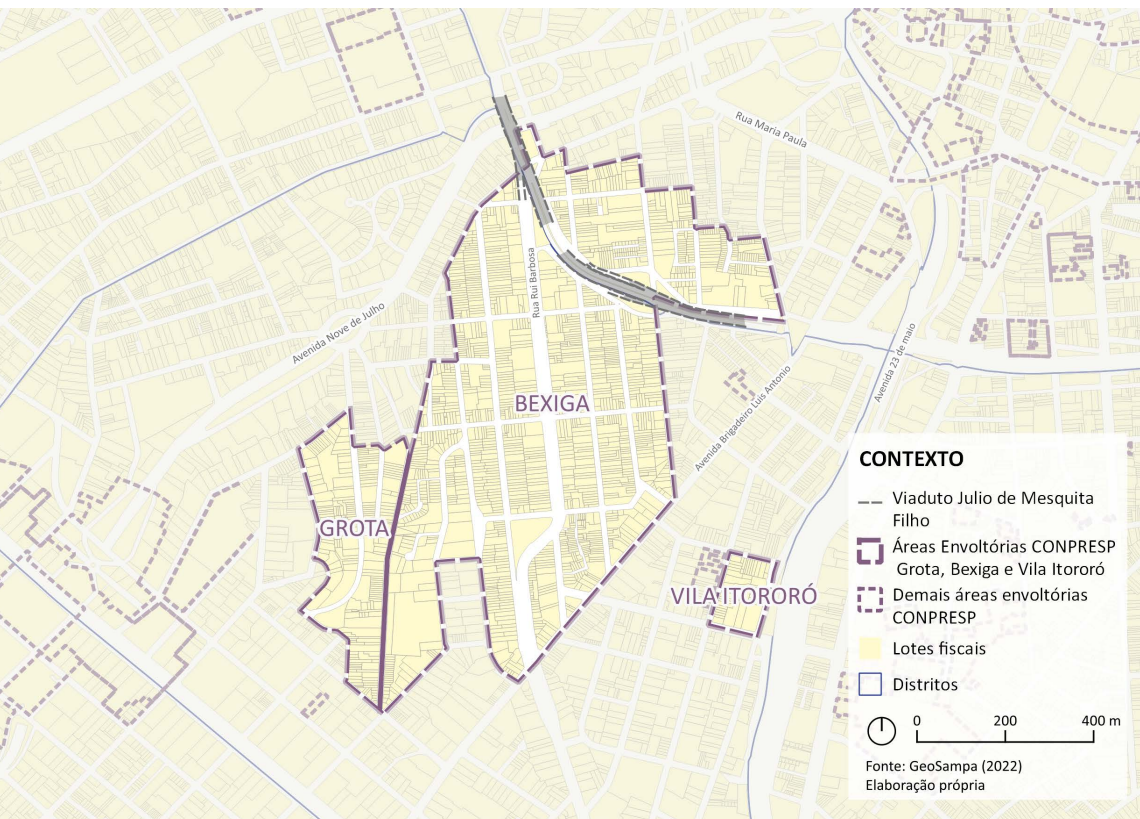 Rua Maria Paula
Rua Rui Barbosa
Avenida Nove de Julho
Avenida 23 de maio
BEXIGA
Avenida Brigadeiro Luis Antonio
GROTA
VILA ITORORÓ
CONTEXTO
Viaduto Julio de Mesquita
Filho
Áreas Envoltórias CONPRESP
Grota, Bexiga e Vila Itororó
Demais áreas envoltórias
CONPRESP
Lotes fiscais
Distritos
0 200 400 m
Fonte: GeoSampa (2022)
Elaboração própria